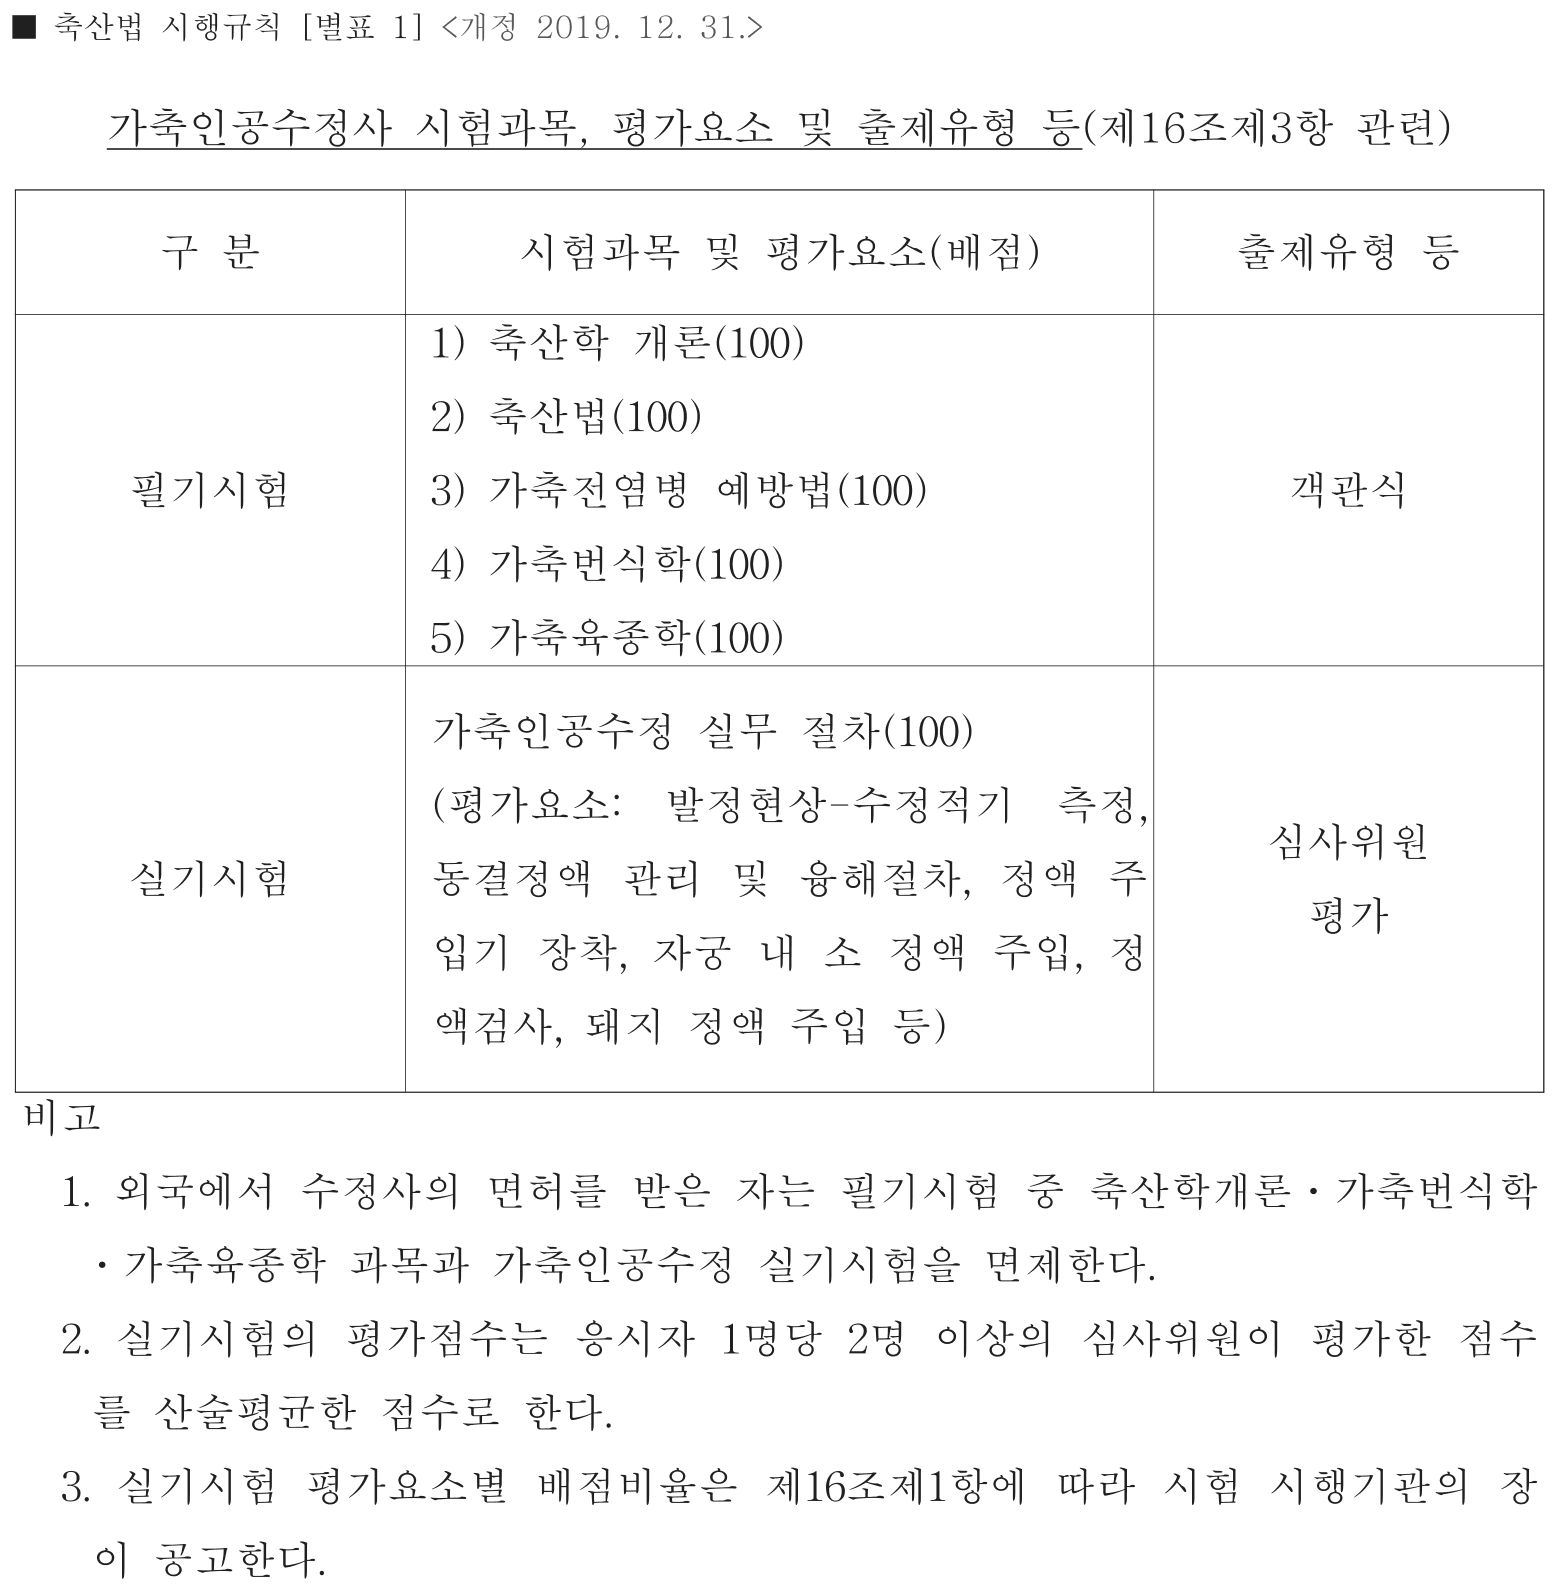 ■ 축산법 시행규칙 [별표 1] <개정 2019. 12. 31.>
가축인공수정사 시험과목, 평가요소 및 출제유형 등(제16조제3항 관련)
구 분
시험과목 및 평가요소(배점)
출제유형 등
필기시험
1) 축산학 개론(100)
2) 축산법(100)
3) 가축전염병 예방법(100)
4) 가축번식학(100)
5) 가축육종학(100)
객관식
실기시험
가축인공수정 실무 절차(100)
(평가요소: 발정현상-수정적기 측정,
동결정액 관리 및 융해절차, 정액 주
입기 장착, 자궁 내 소 정액 주입, 정
액검사, 돼지 정액 주입 등)
심사위원
평가
비고
1. 외국에서 수정사의 면허를 받은 자는 필기시험 중 축산학개론·가축번식학
·가축육종학 과목과 가축인공수정 실기시험을 면제한다.
2. 실기시험의 평가점수는 응시자 1명당 2명 이상의 심사위원이 평가한 점수
를 산술평균한 점수로 한다.
3. 실기시험 평가요소별 배점비율은 제16조제1항에 따라 시험 시행기관의 장
이 공고한다.